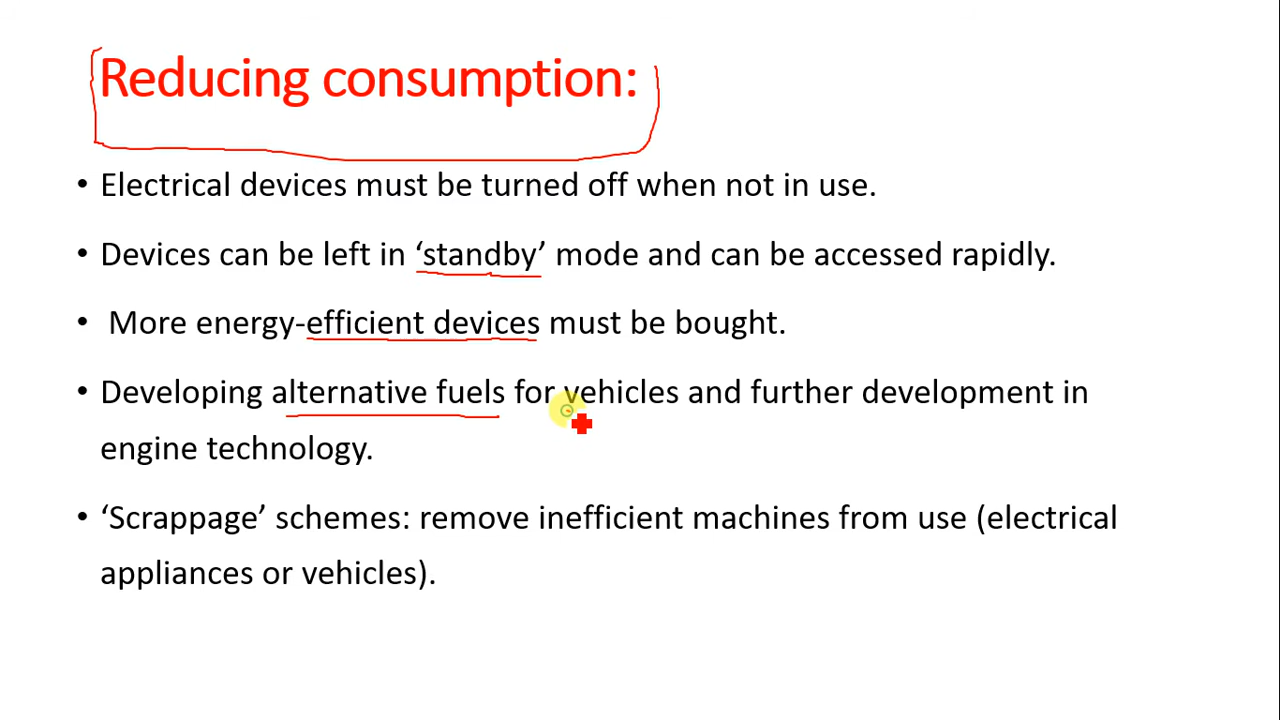 Reducing consumption:
• Electrical devices must be turned off when not in use.
• Devices can be left in ‘standby’ mode and can be accessed rapidly.
• More energy-efficient devices must be bought.
• Developing alternative fuels for vehicles and further development in
engine technology.
• ‘Scrappage’ schemes: remove inefficient machines from use (electrical
appliances or vehicles).